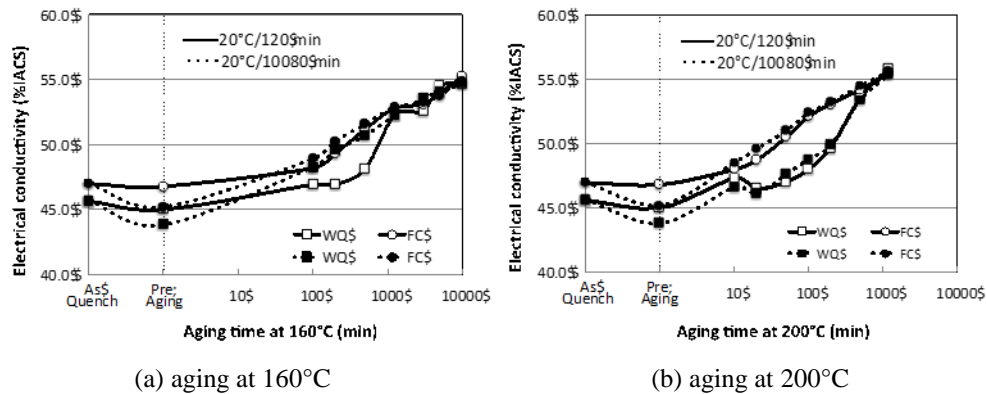 60.0$
55.0$
50.0$
45.0$
40.0$
Electrical conductivity (%IACS)
20°C/120$min
20°C/10080$min
WQ$ FC$
WQ$ FC$
As$ Quench
Pre; Aging
10$ 100$ 1000$ 10000$
Aging time at 160°C (min)
(a) aging at 160°C
60.0$
55.0$
50.0$
45.0$
40.0$
Electrical conductivity (%IACS)
20°C/120$min
20°C/10080$min
WQ$ FC$
WQ$ FC$
As$ Quench
Pre; Aging
10$ 100$ 1000$ 10000$
Aging time at 200°C (min)
(b) aging at 200°C